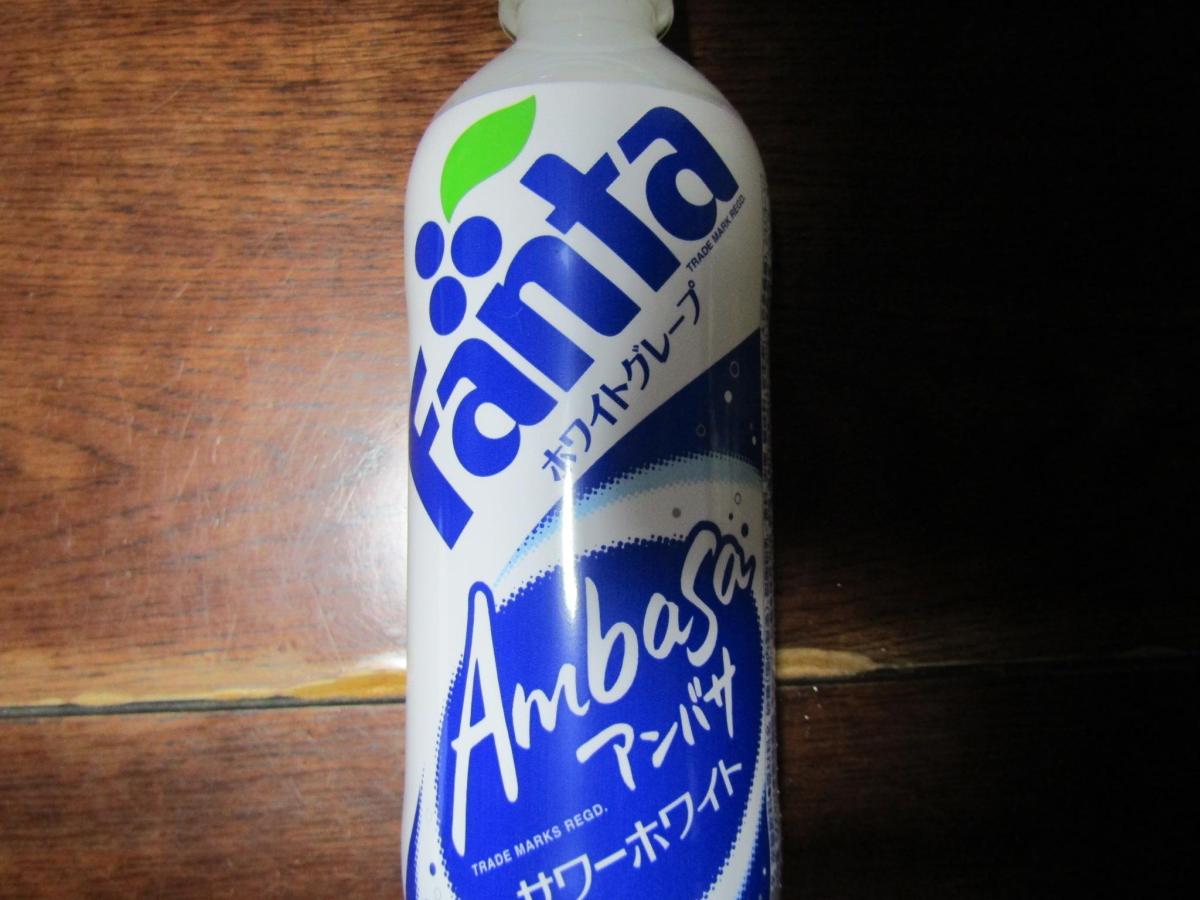 Fanta
TRADE MARK REGD.
ホワイトグレープ
Ambasa
アンバサ
TRADE MARKS REGD.
サワーホワイト